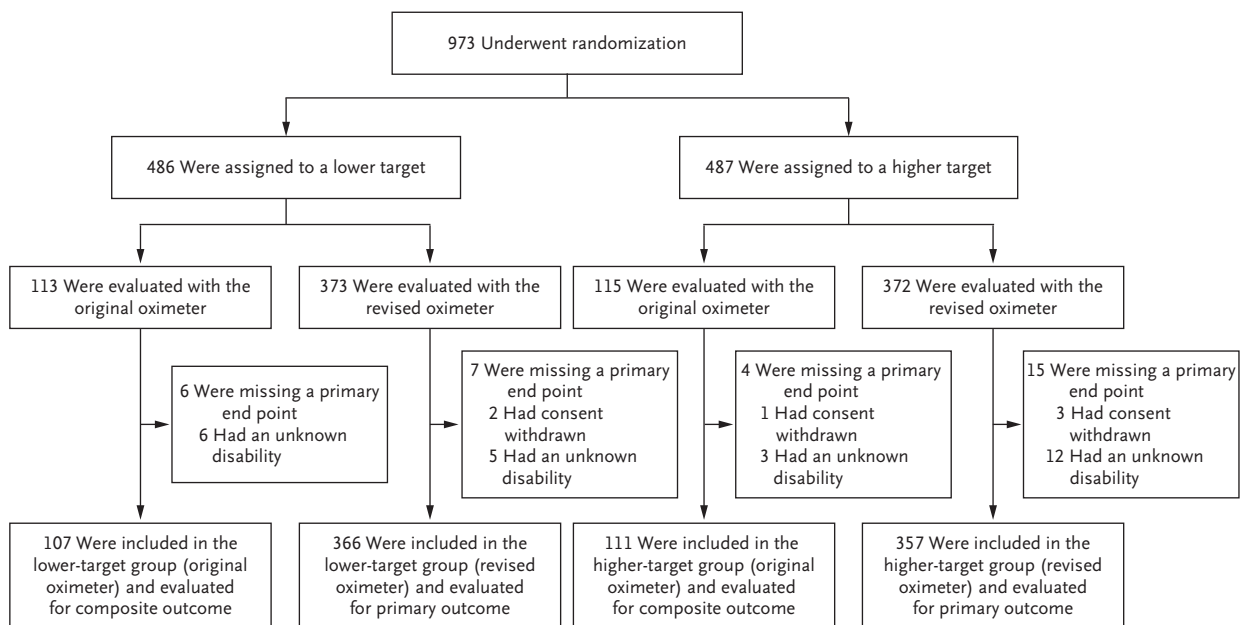 973 Underwent randomization
486 Were assigned to a lower target
487 Were assigned to a higher target
113 Were evaluated with the
original oximeter
373 Were evaluated with the
revised oximeter
115 Were evaluated with the
original oximeter
372 Were evaluated with the
revised oximeter
6 Were missing a primary
end point
6 Had an unknown
disability
7 Were missing a primary
end point
2 Had consent
withdrawn
5 Had an unknown
disability
4 Were missing a primary
end point
1 Had consent
withdrawn
3 Had an unknown
disability
15 Were missing a primary
end point
3 Had consent
withdrawn
12 Had an unknown
disability
107 Were included in the
lower-target group (original
oximeter) and evaluated
for composite outcome
366 Were included in the
lower-target group (revised
oximeter) and evaluated
for primary outcome
111 Were included in the
higher-target group (original
oximeter) and evaluated
for composite outcome
357 Were included in the
higher-target group (revised
oximeter) and evaluated
for primary outcome